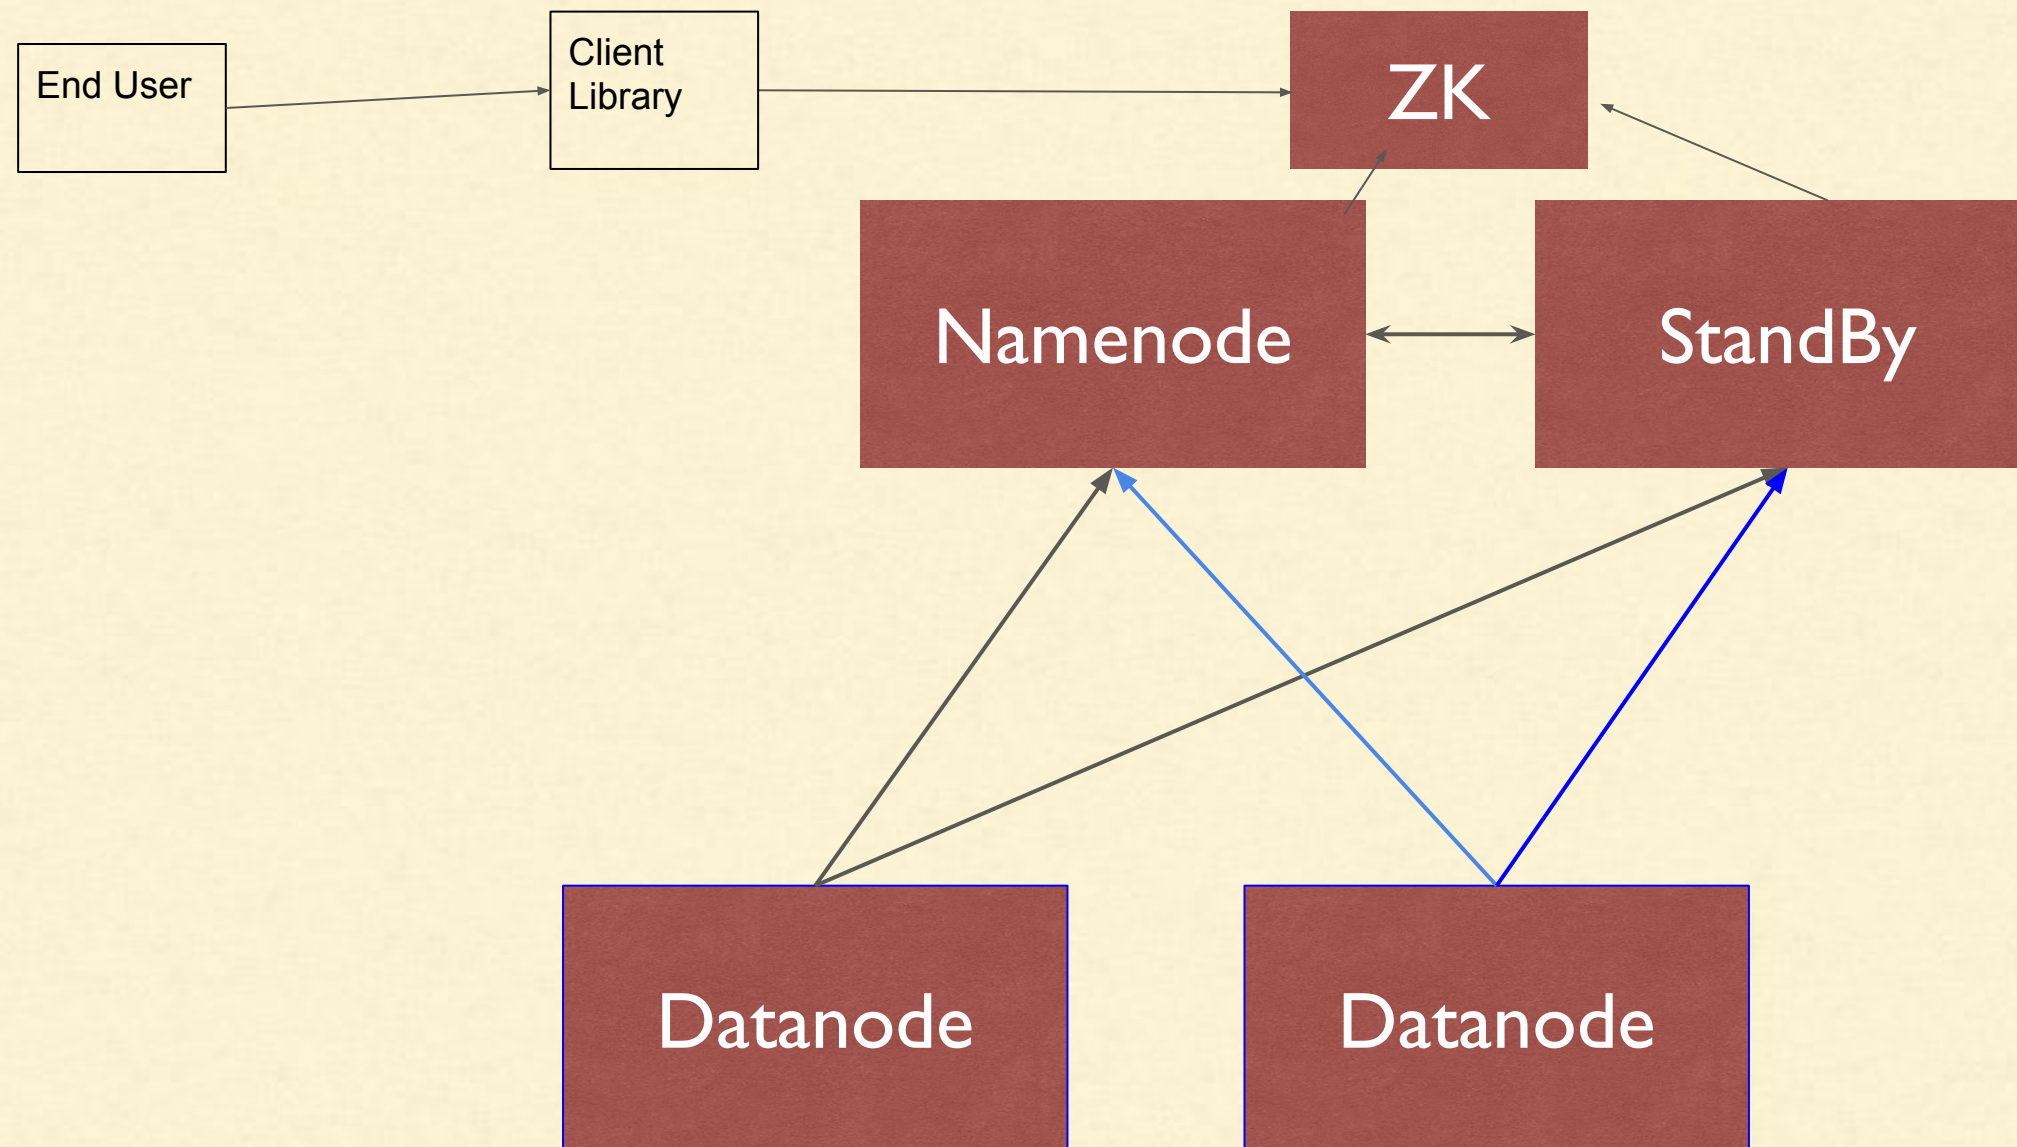 End User
Client
Library
ZK
Namenode
StandBy
Datanode
Datanode